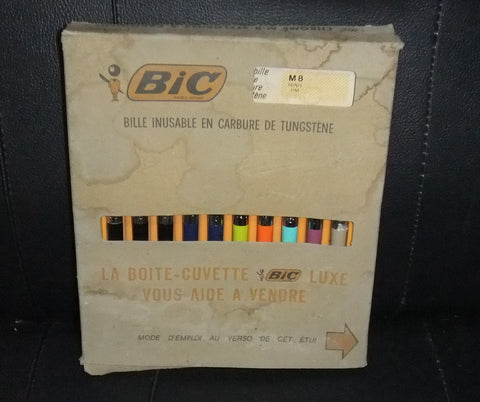 BiC
M 8
BILLE INUSABLE EN CARBURE DE TUNGSTÈNE
LA BOITE-CUVETTE BiC LUXE
VOUS AIDE A VENDRE
MODE D'EMPLOI AU VERSO DE CET ÉTUI